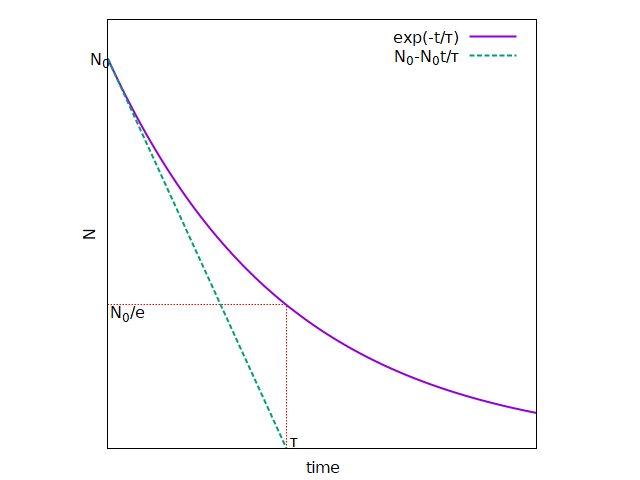 exp(-t/τ)
N₀-N₀t/τ
N₀
N
N₀/e
τ
time